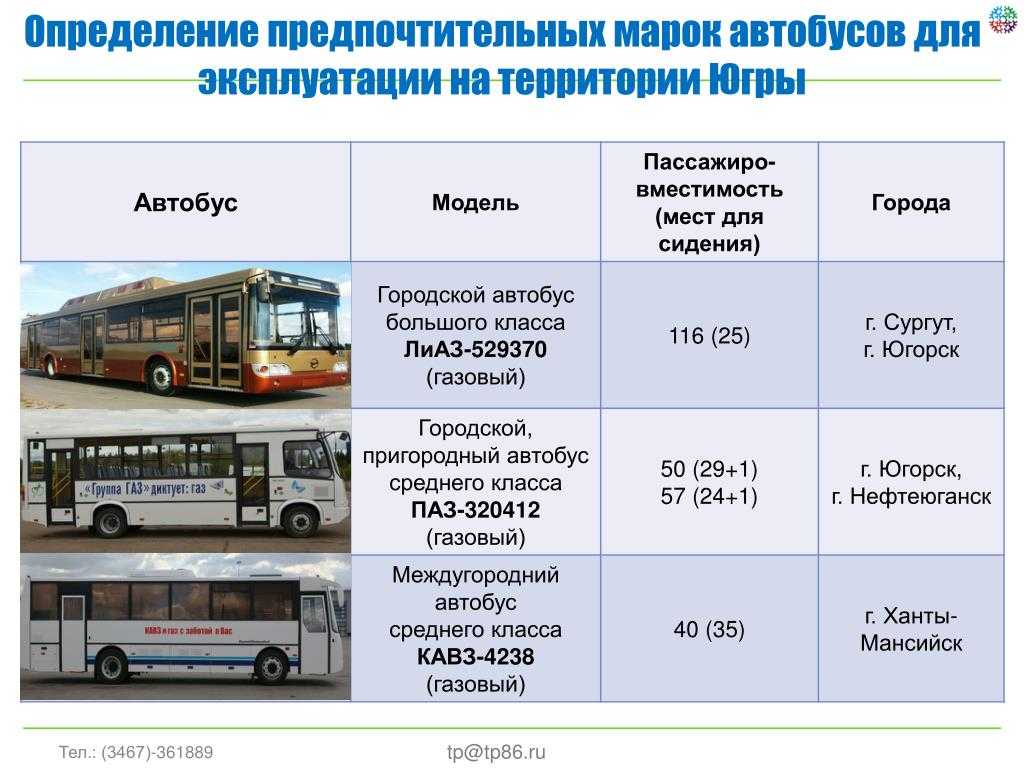 Определение предпочтительных марок автобусов для
эксплуатации на территории Югры
Автобус
Модель
Пассажиро-
вместимость
(мест для
сидения)
Города
Городской автобус
большого класса
ЛиАЗ-529370
(газовый)
116 (25)
г. Сургут,
г. Югорск
«Группа ГАЗ» диктует: газ
Городской,
пригородный автобус
среднего класса
ПАЗ-320412
(газовый)
50 (29+1)
57 (24+1)
г. Югорск,
г. Нефтеюганск
КАВЗ и газ с заботой о Вас
Междугородний
автобус
среднего класса
КАВЗ-4238
(газовый)
40 (35)
г. Ханты-
Мансийск
Тел.: (3467)-361889
tp@tp86.ru